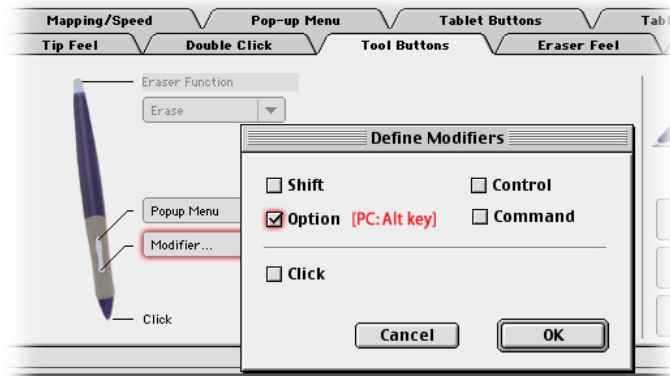 Mapping/Speed Pop-up Menu Tablet Buttons
Tip Feel Double Click Tool Buttons Eraser Feel
Eraser Function
Erase
Define Modifiers
Shift Control
Popup Menu
Option [PC: Alt key] Command
Modifier...
Click
Click
Cancel OK